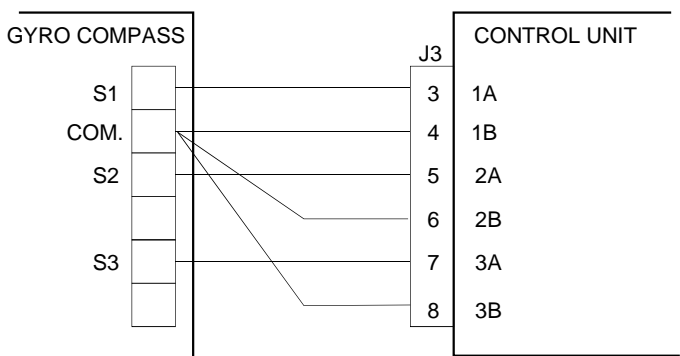 GYRO COMPASS
CONTROL UNIT
J3
S1 3 1A
COM. 4 1B
S2 5 2A
6 2B
S3 7 3A
8 3B